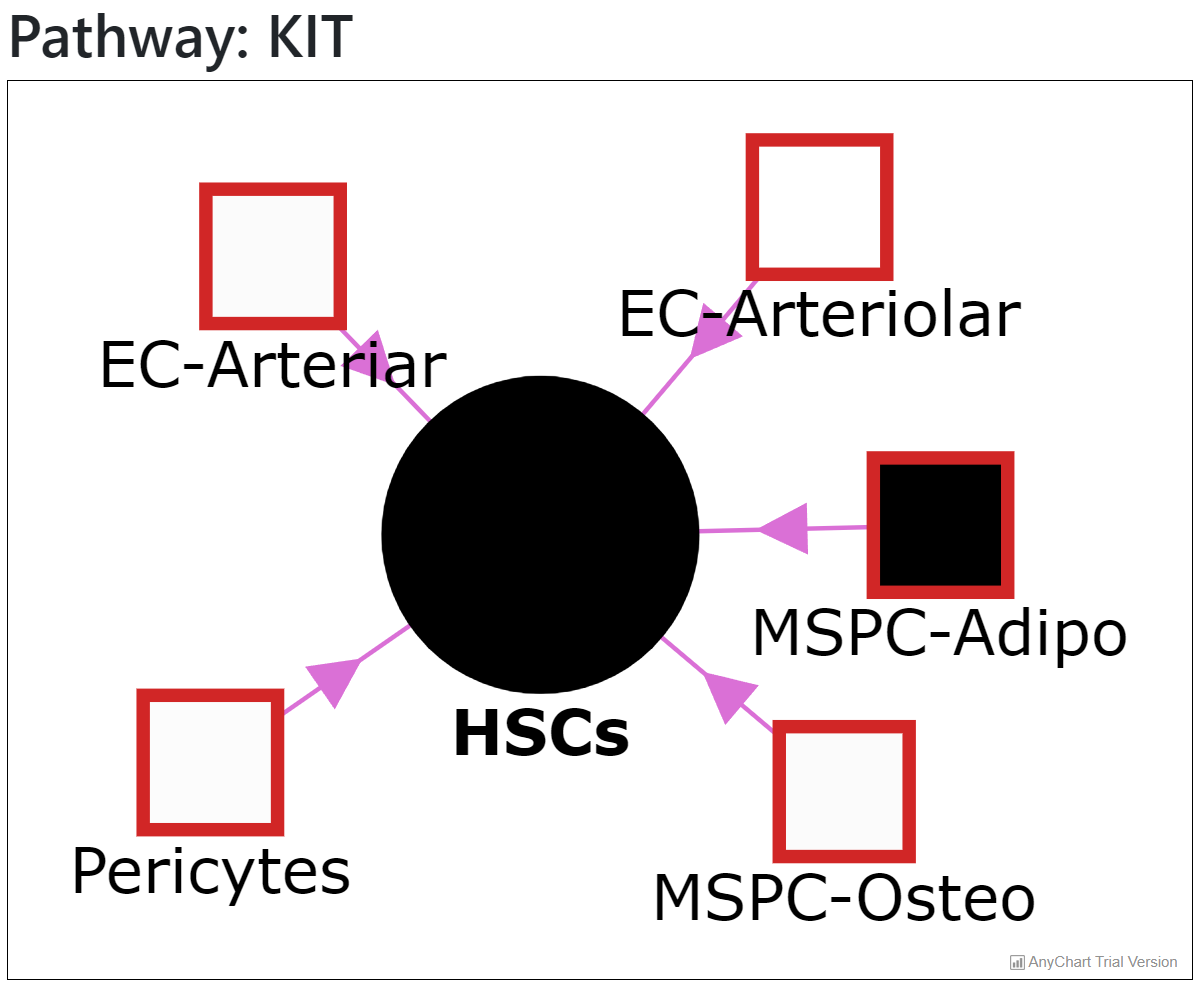 Pathway: KIT
EC-Arteriolar
EC-Arteriar
MSPC-Adipo
HSCs
Pericytes
MSPC-Osteo
AnyChart Trial Version